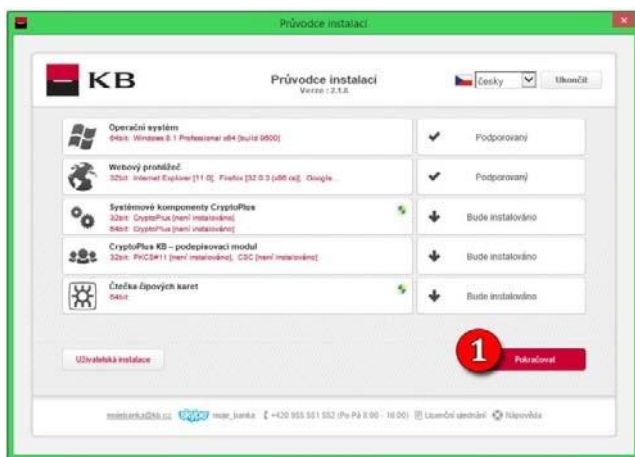 Průvodce instalací
KB
Průvodce instalací
Verze : 2.1.8
česky
Ukončit
Operační systém
64bit: Windows 8.1 Professional x64 (build 9600)
Podporovaný
Webový prohlížeč
32bit: Internet Explorer [11.0], Firefox [32.0.3 (x86 cs)], Google...
Podporovaný
Systémové komponenty CryptoPlus
32bit: CryptoPlus [není instalováno]
64bit: CryptoPlus [není instalováno]
Bude instalováno
CryptoPlus KB – podepisovací modul
32bit: PKCS#11 [není instalováno], CSC [není instalováno]
Bude instalováno
Čtečka čipových karet
64bit:
Bude instalováno
Uživatelská instalace
1
Pokračovat
mojebanka@kb.cz skype moje_banka +420 955 551 552 (Po-Pá 8:00 - 18:00) Licenční ujednání Nápověda